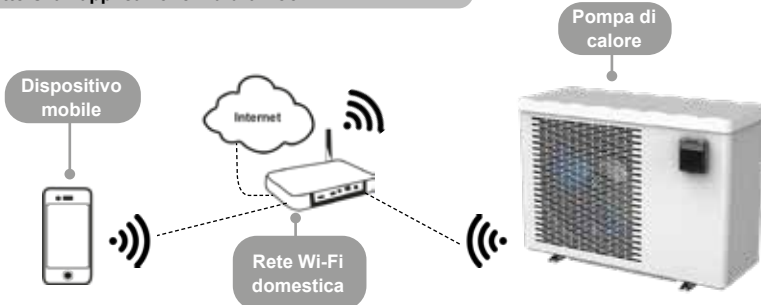 Pompa di
calore
Dispositivo
mobile
Internet
Rete Wi-Fi
domestica